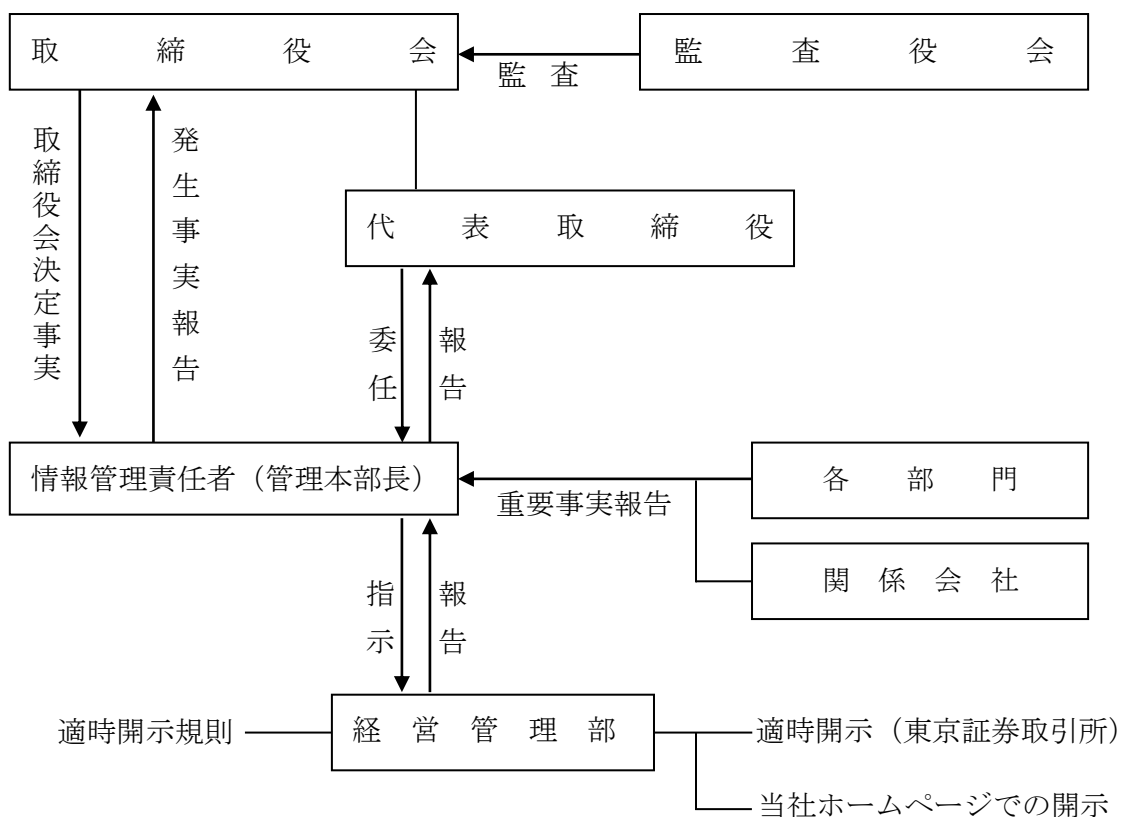 取締役会
監査役会
監査
取締役会決定事実
発生事実報告
代表取締役
委任
報告
情報管理責任者（管理本部長）
重要事実報告
各部門
関係会社
指示
報告
適時開示規則
経営管理部
適時開示（東京証券取引所）
当社ホームページでの開示